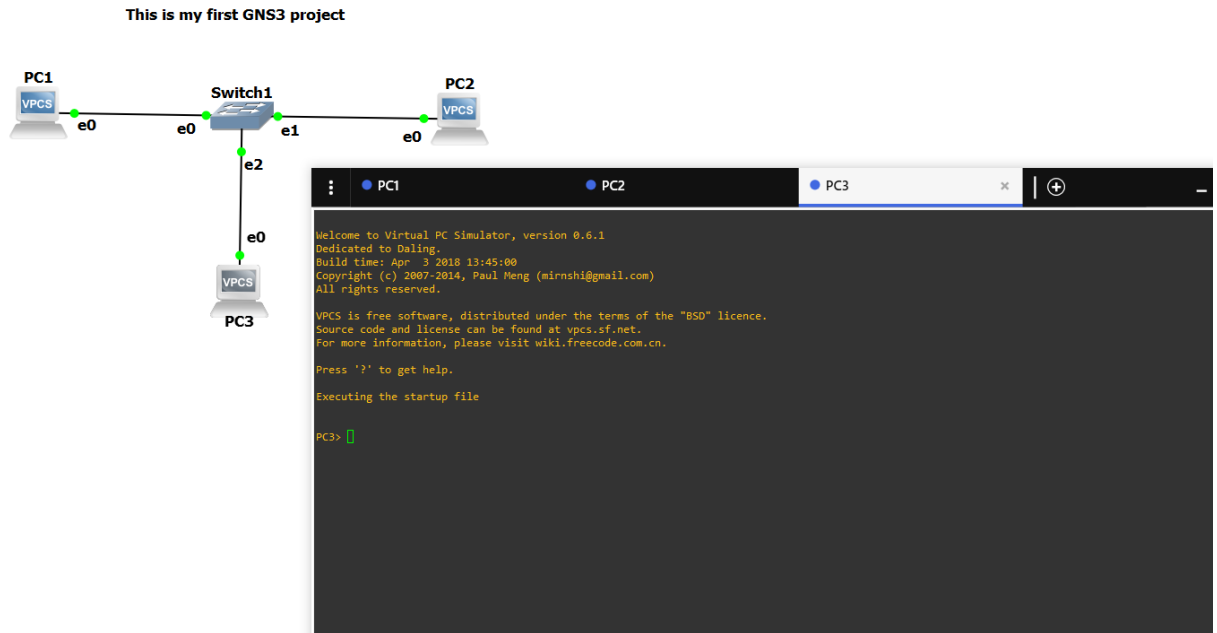 This is my first GNS3 project
PC1
VPCS
e0
e0
Switch1
e1
e2
PC2
VPCS
e0
e0
VPCS
PC3
PC1
PC2
PC3
Welcome to Virtual PC Simulator, version 0.6.1
Dedicated to Daling.
Build time: Apr  3 2018 13:45:00
Copyright (c) 2007-2014, Paul Meng (mirnshi@gmail.com)
All rights reserved.
VPCS is free software, distributed under the terms of the "BSD" licence.
Source code and license can be found at vpcs.sf.net.
For more information, please visit wiki.freecode.com.cn.
Press '?' to get help.
Executing the startup file
PC3>